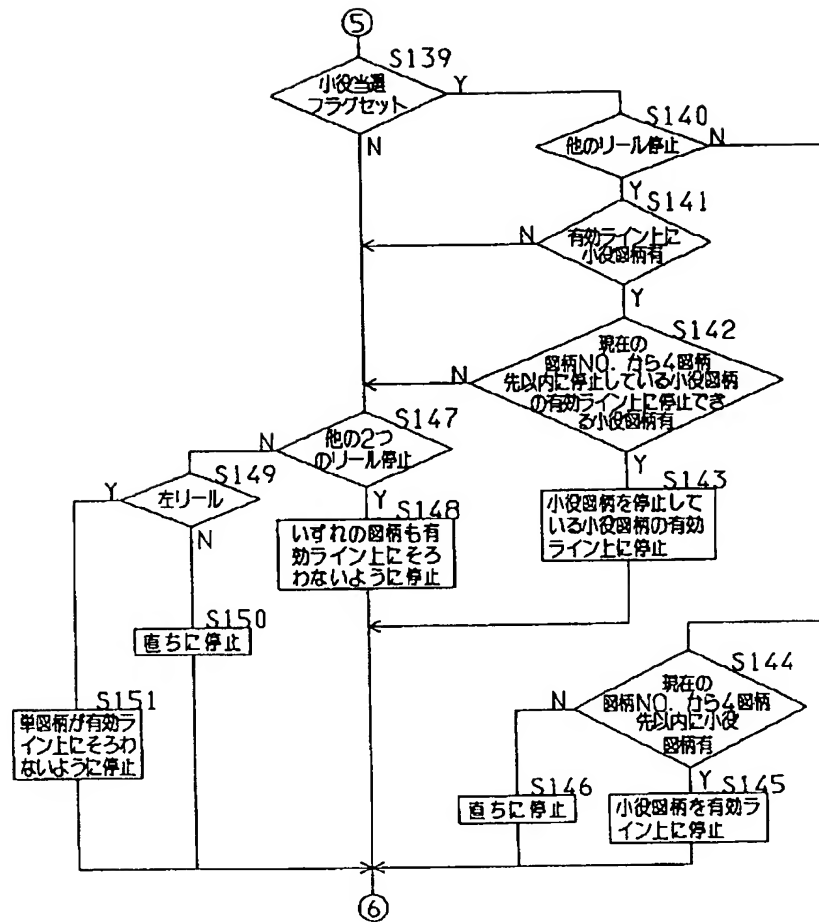 ⑤
S139
小役当選
フラグセット
Y
N
S140
他のリール停止
N
Y
S141
有効ライン上に
小役図柄有
N
Y
S142
現在の
図柄NO.から4図柄
先以内に停止している小役図柄
の有効ライン上に停止でき
る小役図柄有
N
Y
S147
他の2つ
のリール停止
N
Y
S149
左リール
Y
N
S148
いずれの図柄も有
効ライン上にそろ
わないように停止
S143
小役図柄を停止して
いる小役図柄の有効
ライン上に停止
S150
直ちに停止
S144
現在の
図柄NO.から4図柄
先以内に小役
図柄有
N
Y
S151
単図柄が有効ライ
ン上にそろわ
ないように停止
S146
直ちに停止
S145
小役図柄を有効ラ
イン上に停止
⑥